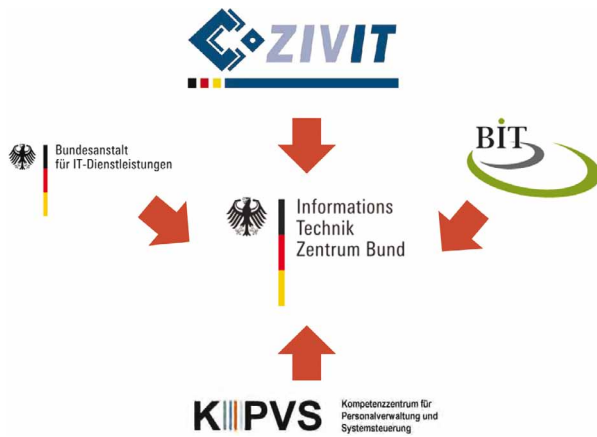 ZIVIT
Bundesanstalt
für IT-Dienstleistungen
BIT
Informations
Technik
Zentrum Bund
KPVS
Kompetenzzentrum für
Personalverwaltung und
Systemsteuerung